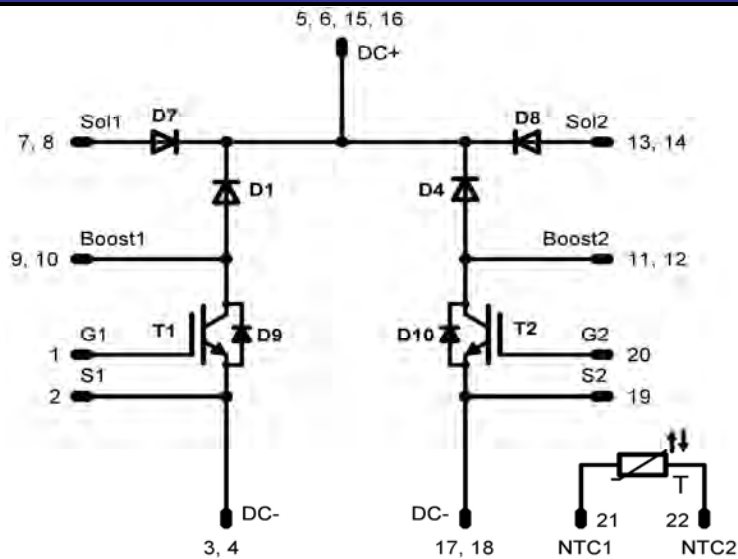 5, 6, 15, 16
DC+
Sol1 D7 D8 Sol2
7, 8 13, 14
D1 D4
Boost1 Boost2
9, 10 11, 12
T1 D9 D10 T2
G1 G2
1 20
S1 S2
2 19
T
DC- DC- 21 22
3, 4 17, 18 NTC1 NTC2